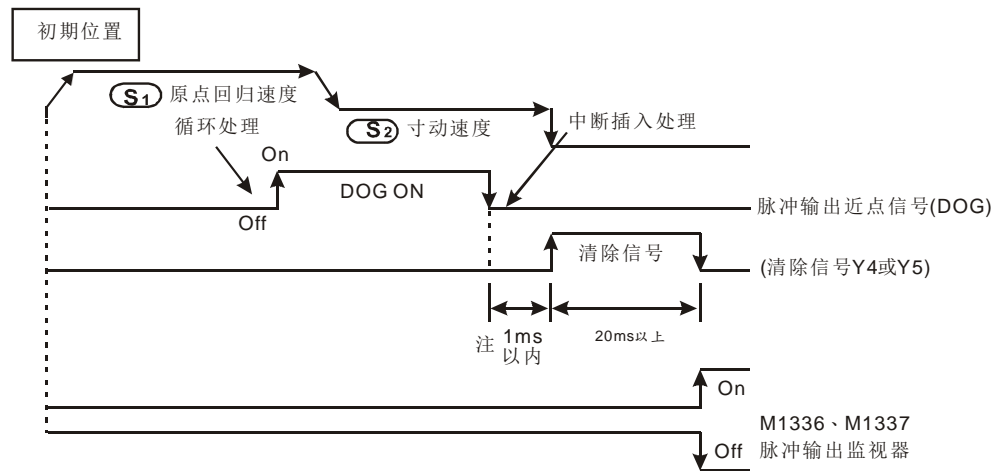 初期位置
S1 原点回归速度
循环处理
S2 寸动速度
中断插入处理
On
DOG ON
Off
脉冲输出近点信号(DOG)
清除信号
(清除信号Y4或Y5)
注 1ms
以内
20ms以上
On
M1336、M1337
Off 脉冲输出监视器